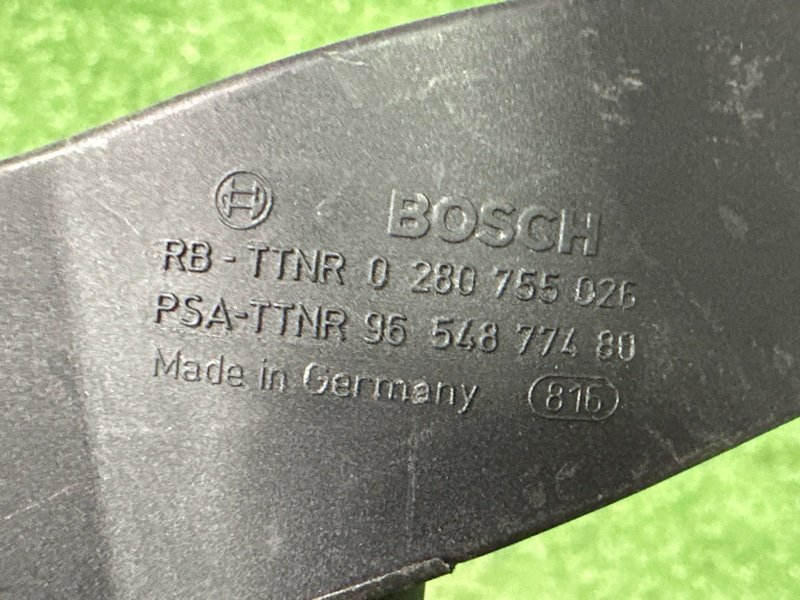 BOSCH
RB-TTNR 0 280 755 026
PSA-TTNR 96 548 774 80
Made in Germany 816